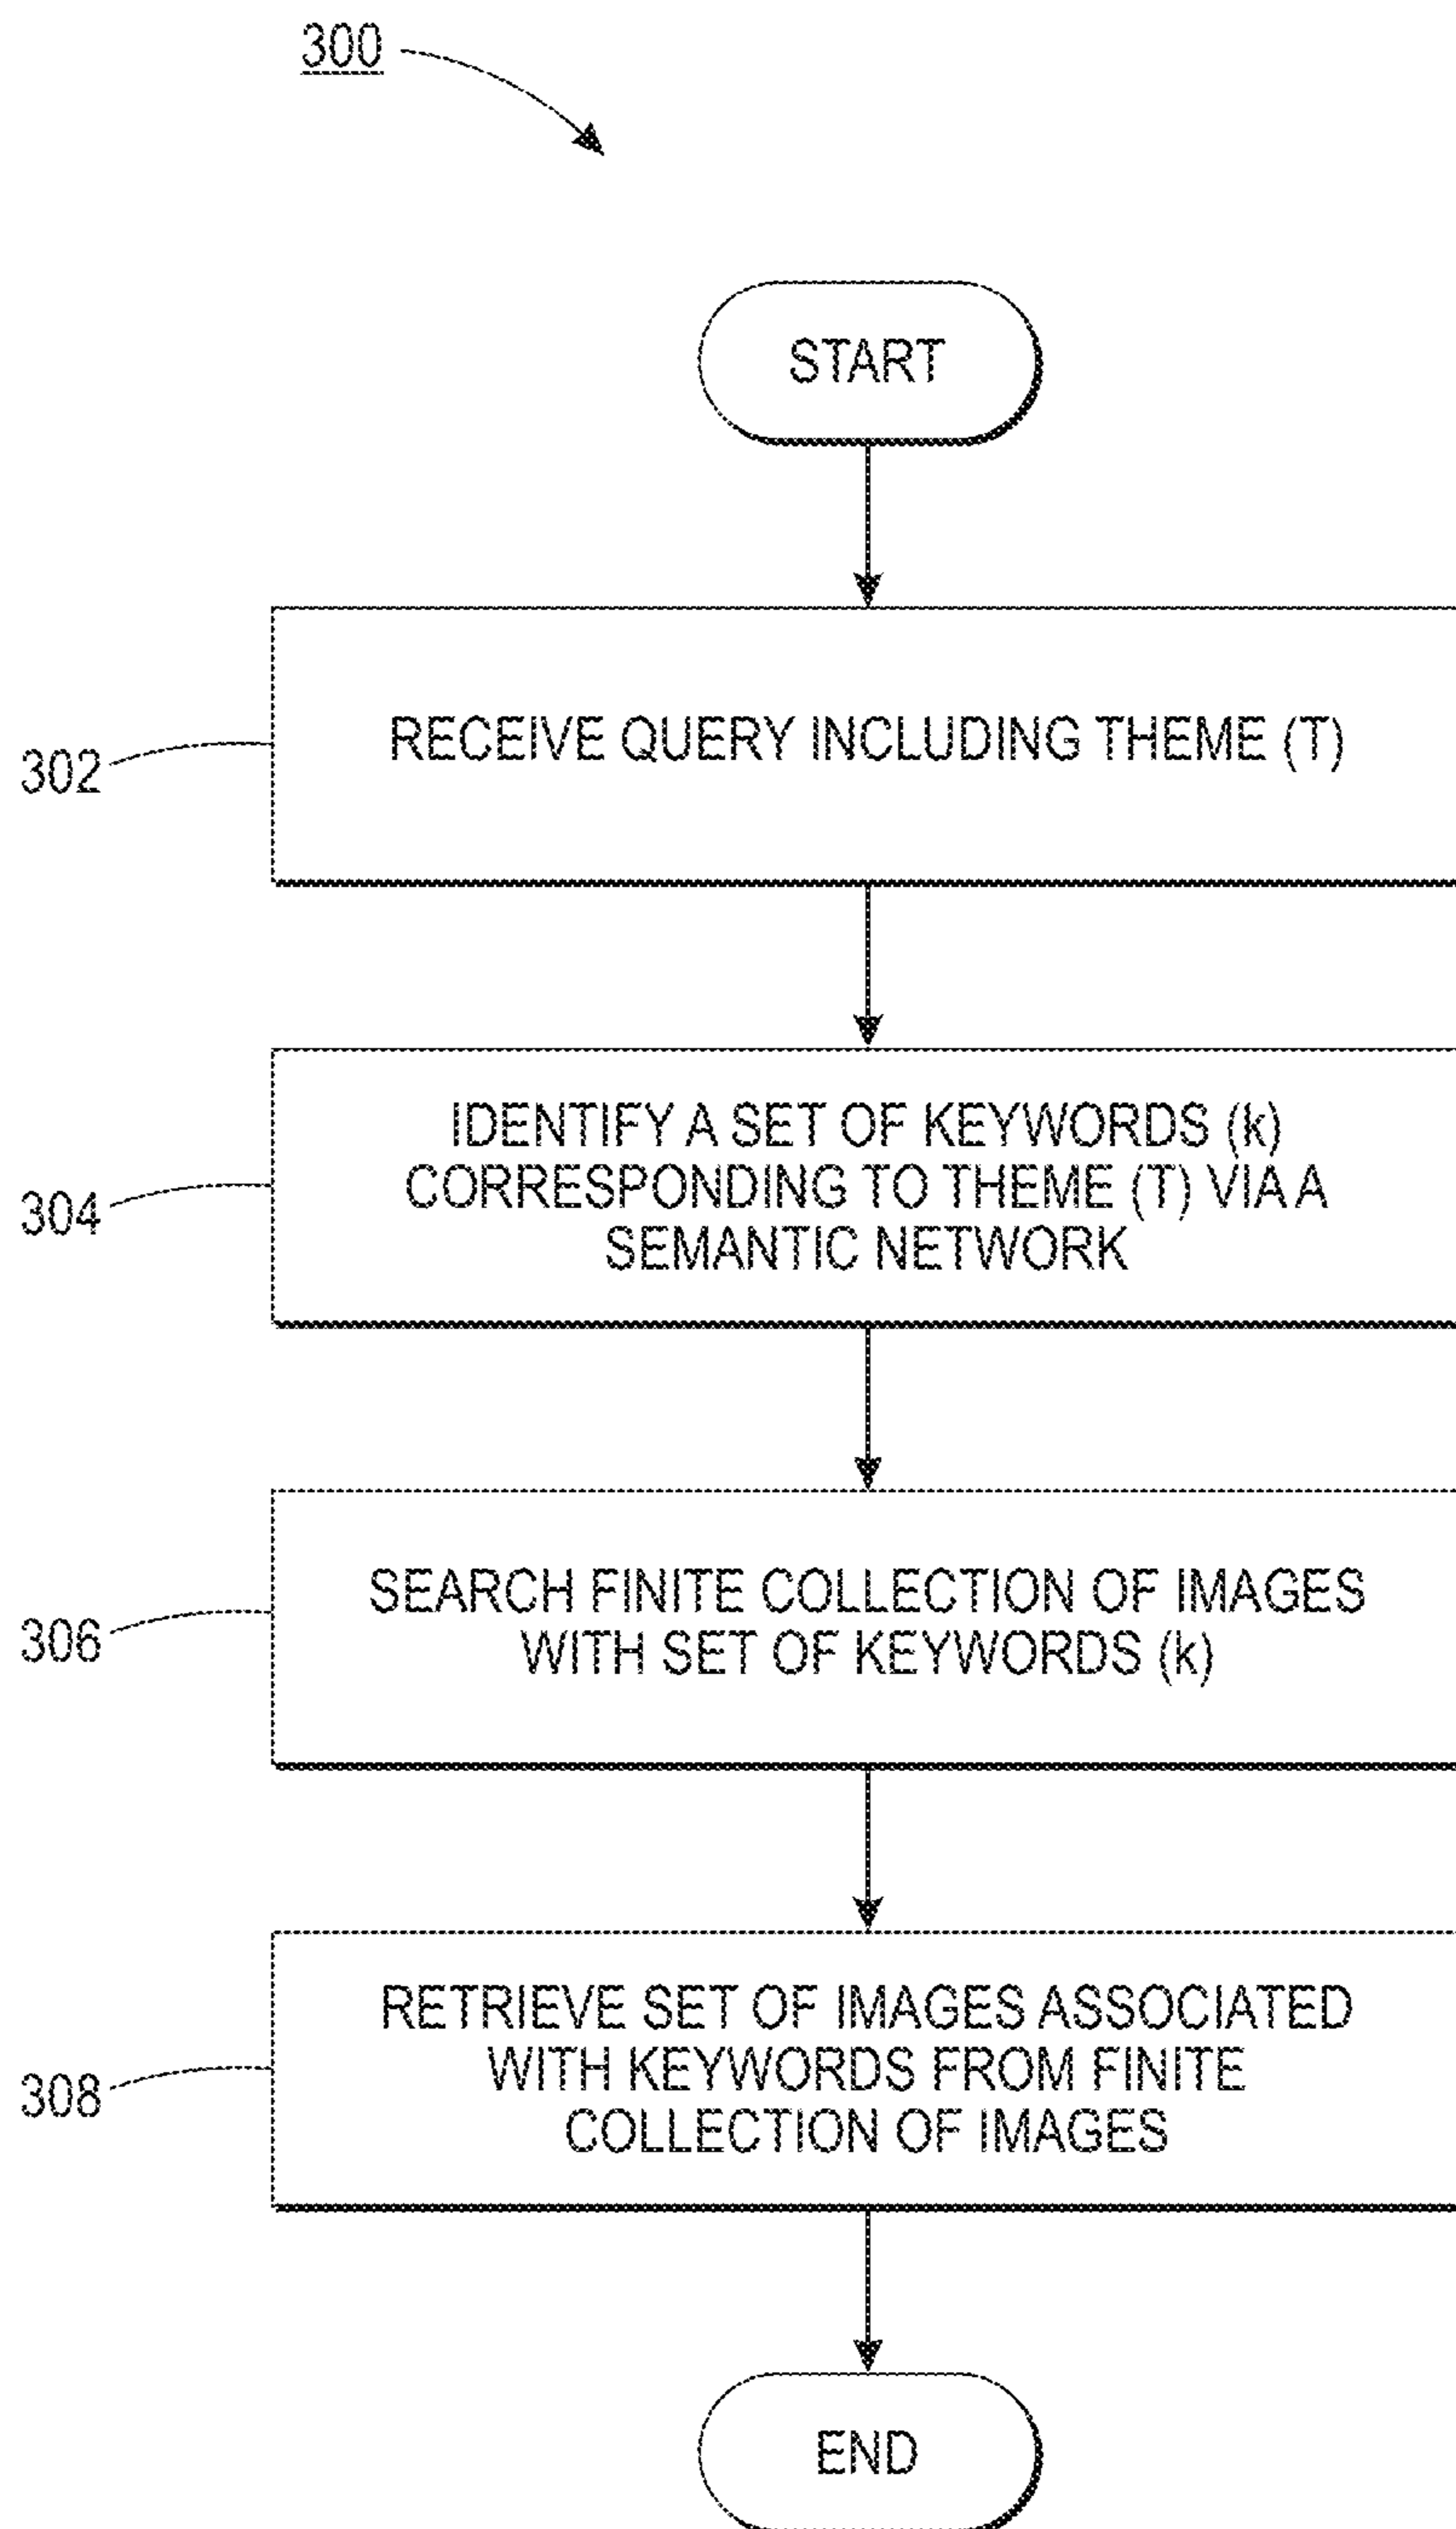 300
START
302
RECEIVE QUERY INCLUDING THEME (T)
304
IDENTIFY A SET OF KEYWORDS (k)
CORRESPONDING TO THEME (T) VIA A
SEMANTIC NETWORK
306
SEARCH FINITE COLLECTION OF IMAGES
WITH SET OF KEYWORDS (k)
308
RETRIEVE SET OF IMAGES ASSOCIATED
WITH KEYWORDS FROM FINITE
COLLECTION OF IMAGES
END